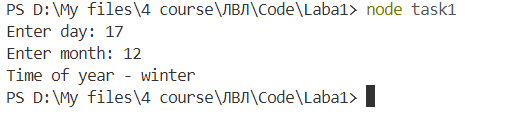 PS D:\My files\4 course\ЛВЛ\Code\Laba1> node task1
Enter day: 17
Enter month: 12
Time of year - winter
PS D:\My files\4 course\ЛВЛ\Code\Laba1>